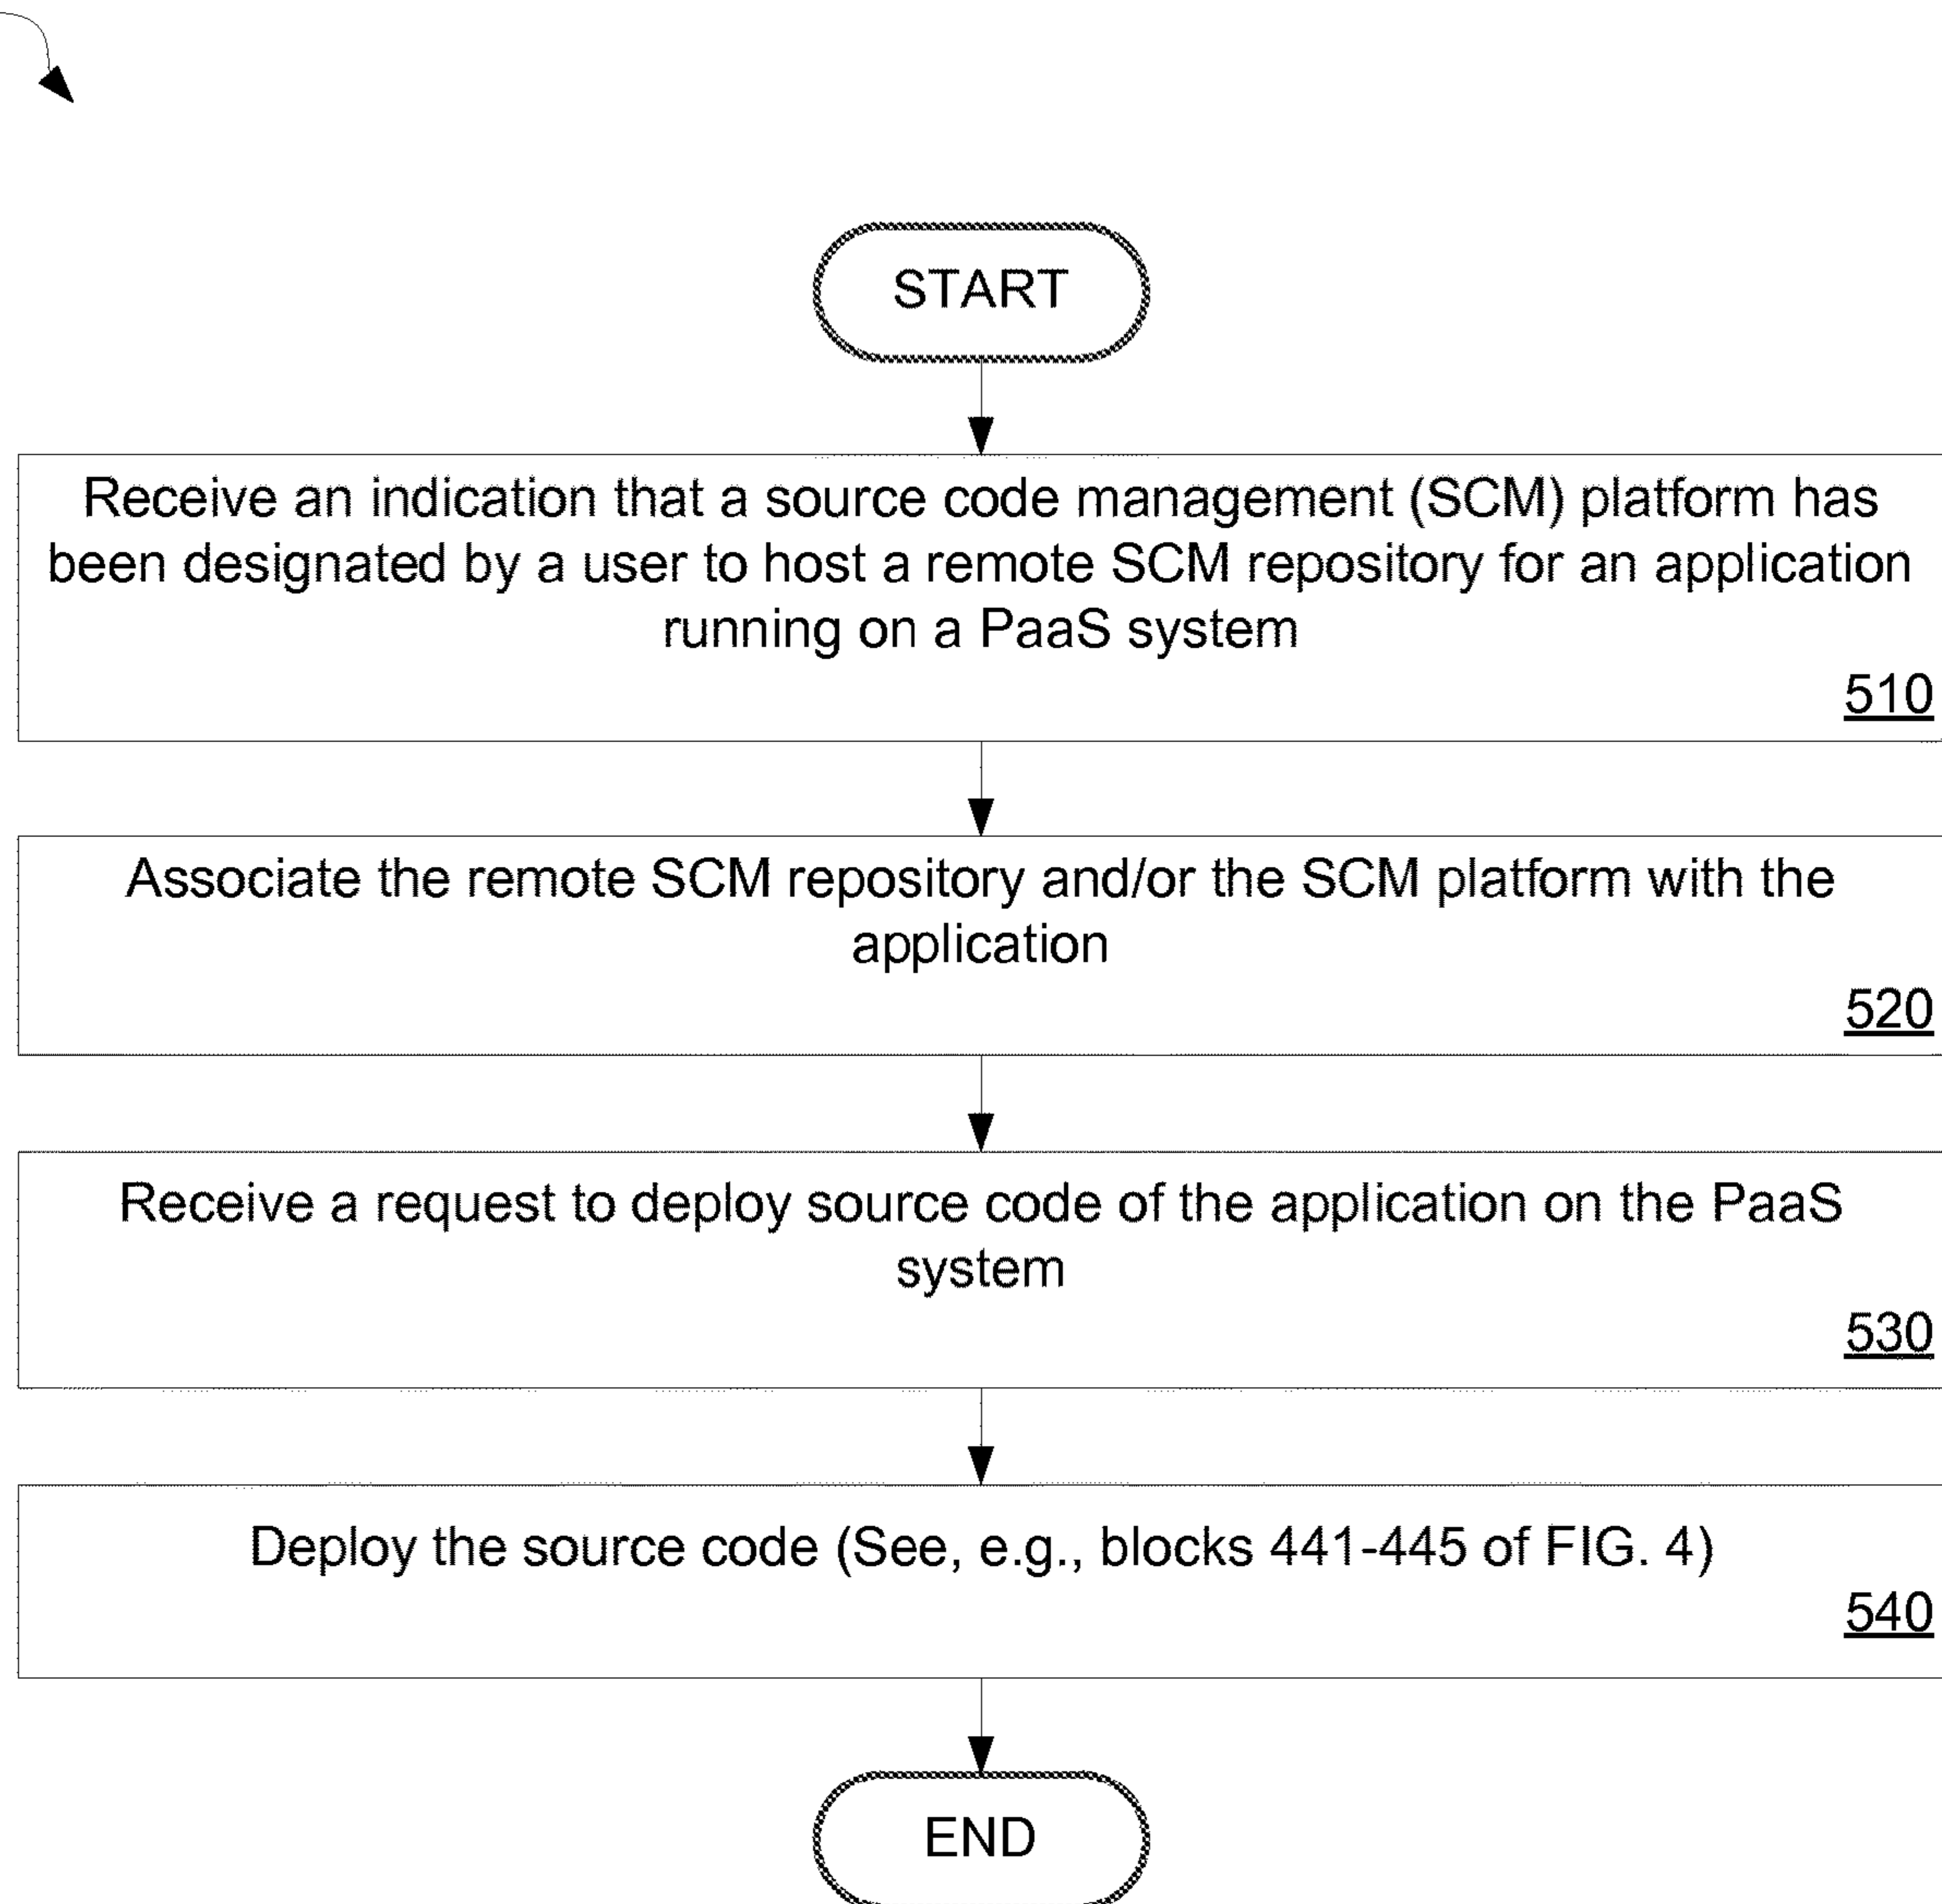 START
Receive an indication that a source code management (SCM) platform has
been designated by a user to host a remote SCM repository for an application
running on a PaaS system
510
Associate the remote SCM repository and/or the SCM platform with the
application
520
Receive a request to deploy source code of the application on the PaaS
system
530
Deploy the source code (See, e.g., blocks 441-445 of FIG. 4)
540
END